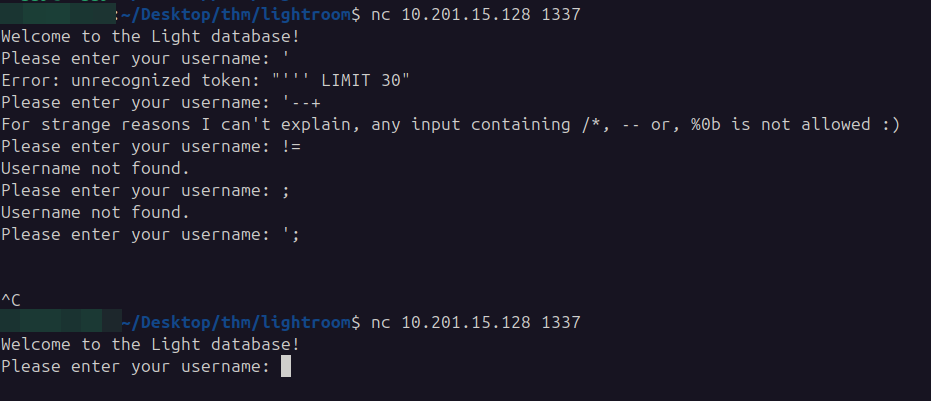 :~/Desktop/thm/lightroom$ nc 10.201.15.128 1337
Welcome to the Light database!
Please enter your username: '
Error: unrecognized token: "''' LIMIT 30"
Please enter your username: '--+
For strange reasons I can't explain, any input containing /*, -- or, %0b is not allowed :)
Please enter your username: !=
Username not found.
Please enter your username: ;
Username not found.
Please enter your username: ';
^C
~/Desktop/thm/lightroom$ nc 10.201.15.128 1337
Welcome to the Light database!
Please enter your username: